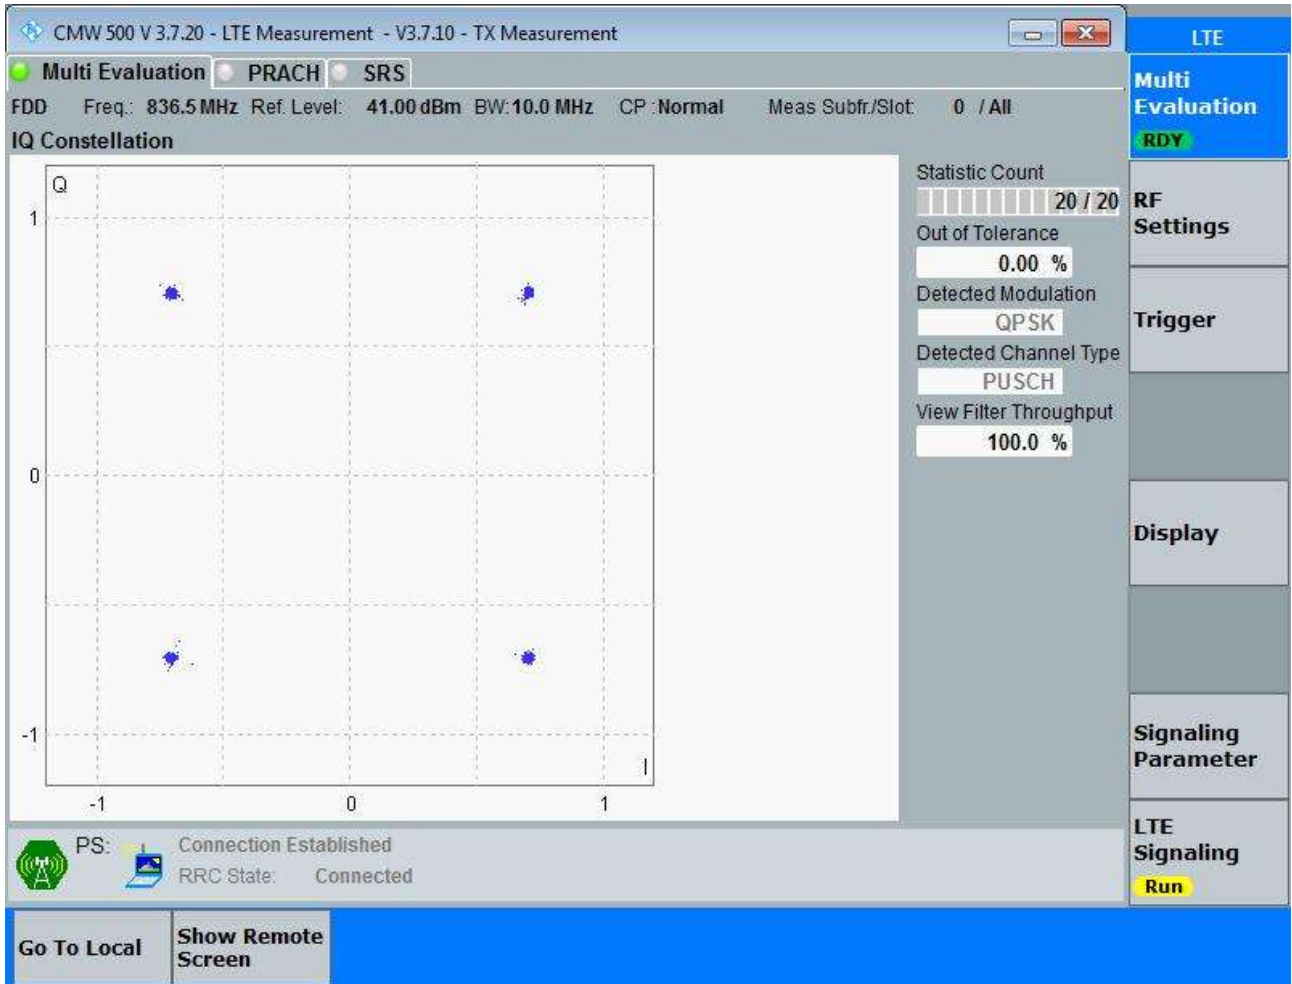 CMW 500 V 3.7.20 - LTE Measurement - V3.7.10 - TX Measurement
LTE
Multi Evaluation PRACH SRS
FDD Freq.: 836.5 MHz Ref. Level: 41.00 dBm BW: 10.0 MHz CP : Normal Meas Subfr./Slot: 0 / All
IQ Constellation
Q
1
0
-1
I
-1 0 1
Statistic Count
20 / 20
Out of Tolerance
0.00 %
Detected Modulation
QPSK
Detected Channel Type
PUSCH
View Filter Throughput
100.0 %
Multi
Evaluation
RDY
RF
Settings
Trigger
Display
Signaling
Parameter
LTE
Signaling
Run
PS: Connection Established
RRC State: Connected
Go To Local
Show Remote
Screen